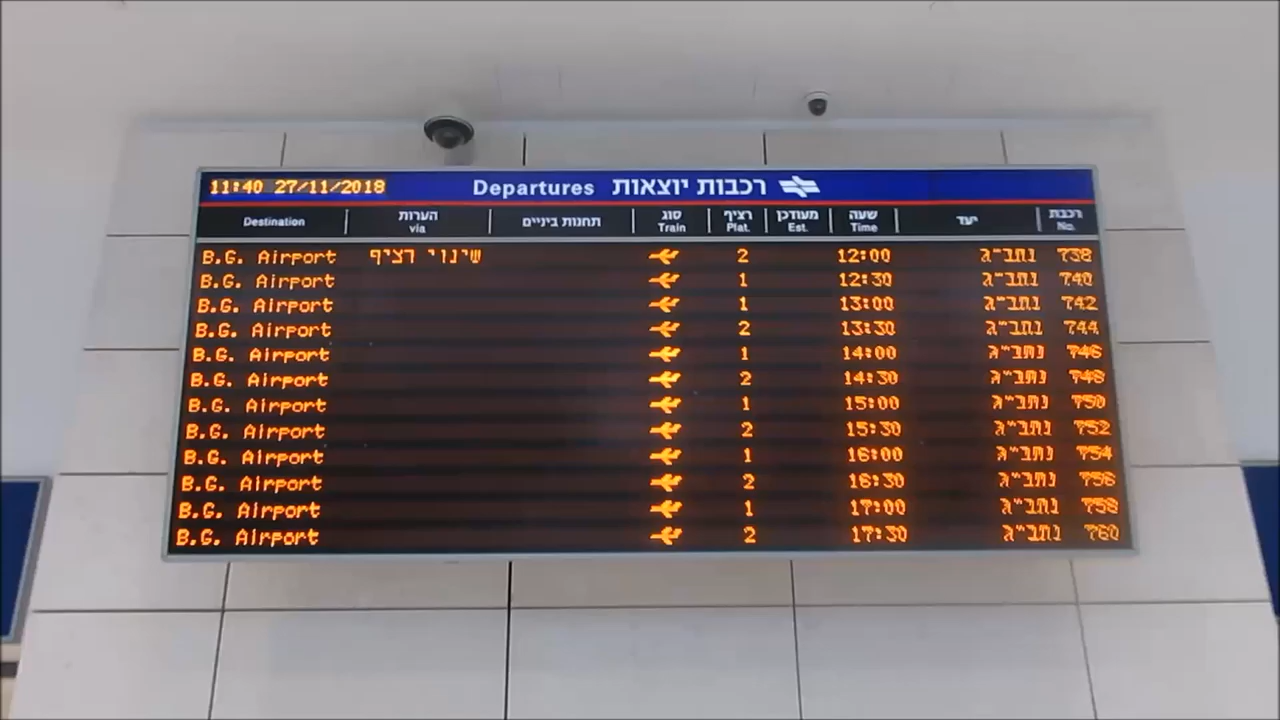 11:40 27/11/2018 Departures רכבות יוצאות
Destination הערות via תחנות ביניים סוג Train רציף Plat. מעודכן Est. שעה Time יעד רכבת No.
B.G. Airport שינוי רציף 2 12:00 נתב"ג 738
B.G. Airport 1 12:30 נתב"ג 740
B.G. Airport 1 13:00 נתב"ג 742
B.G. Airport 2 13:30 נתב"ג 744
B.G. Airport 1 14:00 נתב"ג 746
B.G. Airport 2 14:30 נתב"ג 748
B.G. Airport 1 15:00 נתב"ג 750
B.G. Airport 2 15:30 נתב"ג 752
B.G. Airport 1 16:00 נתב"ג 754
B.G. Airport 2 16:30 נתב"ג 756
B.G. Airport 1 17:00 נתב"ג 758
B.G. Airport 2 17:30 נתב"ג 760